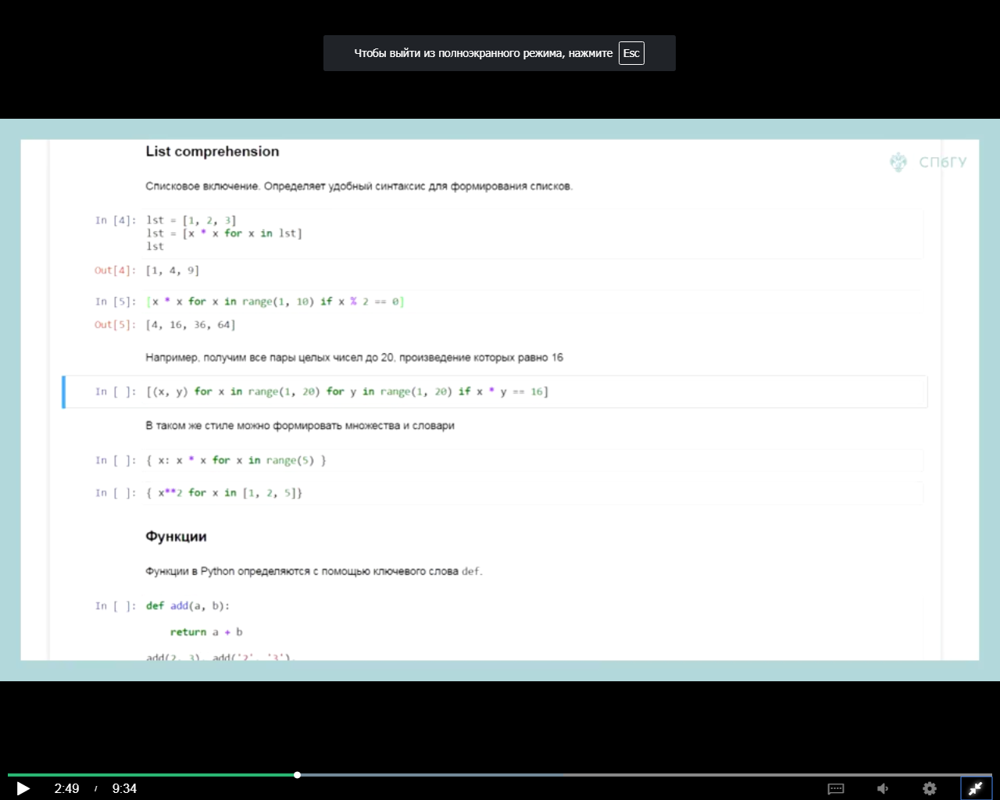 Чтобы выйти из полноэкранного режима, нажмите Esc
List comprehension
СПбГУ
Списковое включение. Определяет удобный синтаксис для формирования списков.
In [4]: lst = [1, 2, 3]
lst = [x * x for x in lst]
lst
Out[4]: [1, 4, 9]
In [5]: [x * x for x in range(1, 10) if x % 2 == 0]
Out[5]: [4, 16, 36, 64]
Например, получим все пары целых чисел до 20, произведение которых равно 16
In [ ]: [(x, y) for x in range(1, 20) for y in range(1, 20) if x * y == 16]
В таком же стиле можно формировать множества и словари
In [ ]: { x: x * x for x in range(5) }
In [ ]: { x**2 for x in [1, 2, 5]}
Функции
Функции в Python определяются с помощью ключевого слова def.
In [ ]: def add(a, b):
return a + b
add(2, 3), add('2', '3')
2:49 / 9:34